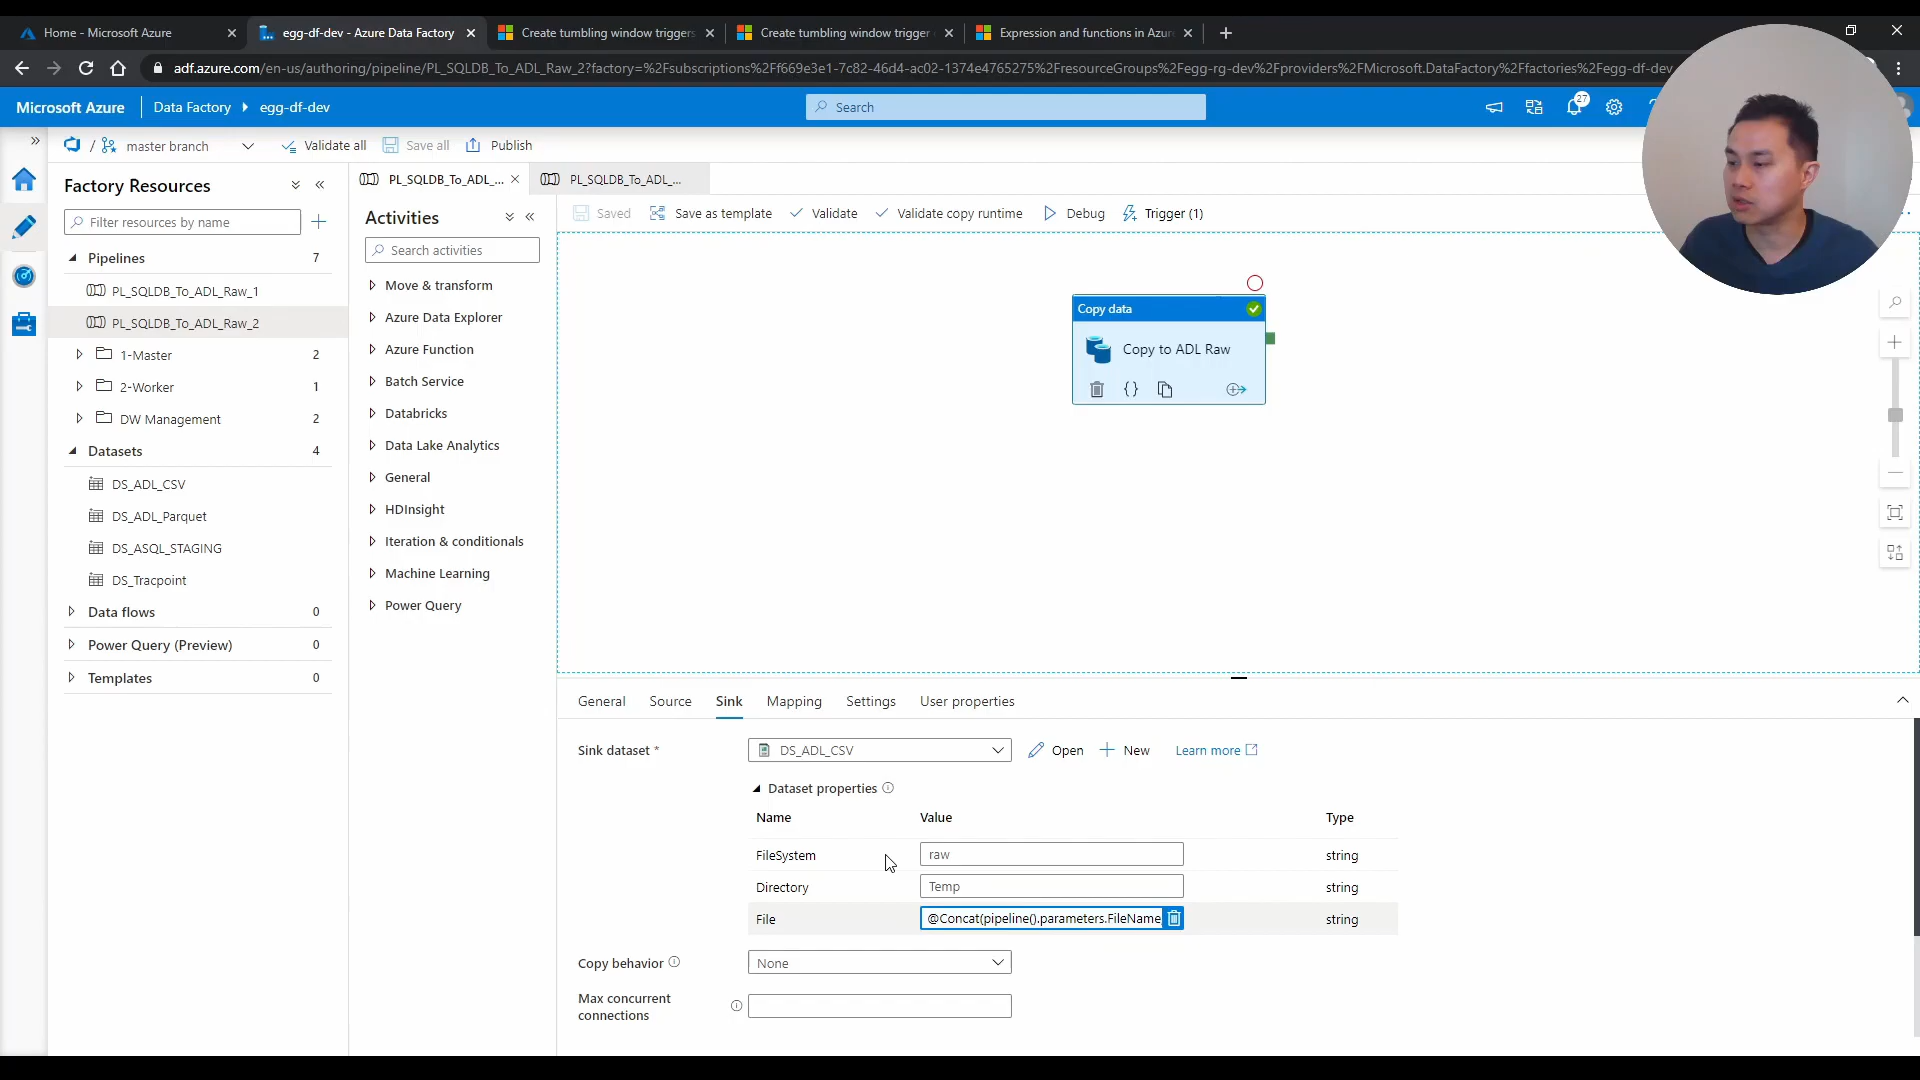 Home - Microsoft Azure
egg-df-dev - Azure Data Factory
Create tumbling window triggers
Create tumbling window trigger
Expression and functions in Azur
adf.azure.com/en-us/authoring/pipeline/PL_SQLDB_To_ADL_Raw_2?factory=%2Fsubscriptions%2Ff669e3e1-7c82-46d4-ac02-1374e4765275%2FresourceGroups%2Fegg-rg-dev%2Fproviders%2FMicrosoft.DataFactory%2Ffactories%2Fegg-df-dev
Microsoft Azure
Data Factory
egg-df-dev
Search
27
/
master branch
Validate all
Save all
Publish
Factory Resources
PL_SQLDB_To_ADL_...
PL_SQLDB_To_ADL_...
Filter resources by name
Activities
Saved
Save as template
Validate
Validate copy runtime
Debug
Trigger (1)
Search activities
Pipelines 7
PL_SQLDB_To_ADL_Raw_1
PL_SQLDB_To_ADL_Raw_2
1-Master 2
2-Worker 1
DW Management 2
Datasets 4
DS_ADL_CSV
DS_ADL_Parquet
DS_ASQL_STAGING
DS_Tracpoint
Data flows 0
Power Query (Preview) 0
Templates 0
Move & transform
Azure Data Explorer
Azure Function
Batch Service
Databricks
Data Lake Analytics
General
HDInsight
Iteration & conditionals
Machine Learning
Power Query
Copy data
Copy to ADL Raw
{}
General
Source
Sink
Mapping
Settings
User properties
Sink dataset *
DS_ADL_CSV
Open
New
Learn more
Dataset properties
Name Value Type
FileSystem raw string
Directory Temp string
File @Concat(pipeline().parameters.FileName string
Copy behavior
None
Max concurrent
connections